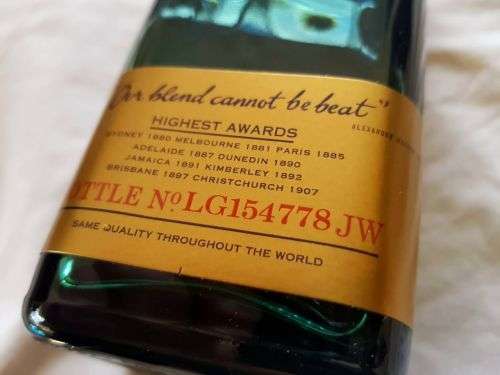 Our blend cannot be beat"
ALEXANDER
HIGHEST AWARDS
SYDNEY 1880 MELBOURNE 1881 PARIS 1885
ADELAIDE 1887 DUNEDIN 1890
JAMAICA 1891 KIMBERLEY 1892
BRISBANE 1897 CHRISTCHURCH 1907
OTTLE No LG154778 JW
SAME QUALITY THROUGHOUT THE WORLD